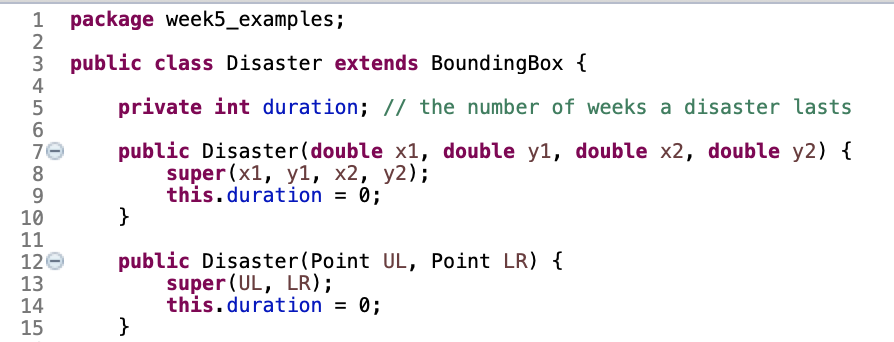 1 package week5_examples;
2
3 public class Disaster extends BoundingBox {
4
5     private int duration; // the number of weeks a disaster lasts
6
7     public Disaster(double x1, double y1, double x2, double y2) {
8         super(x1, y1, x2, y2);
9         this.duration = 0;
10     }
11
12     public Disaster(Point UL, Point LR) {
13         super(UL, LR);
14         this.duration = 0;
15     }